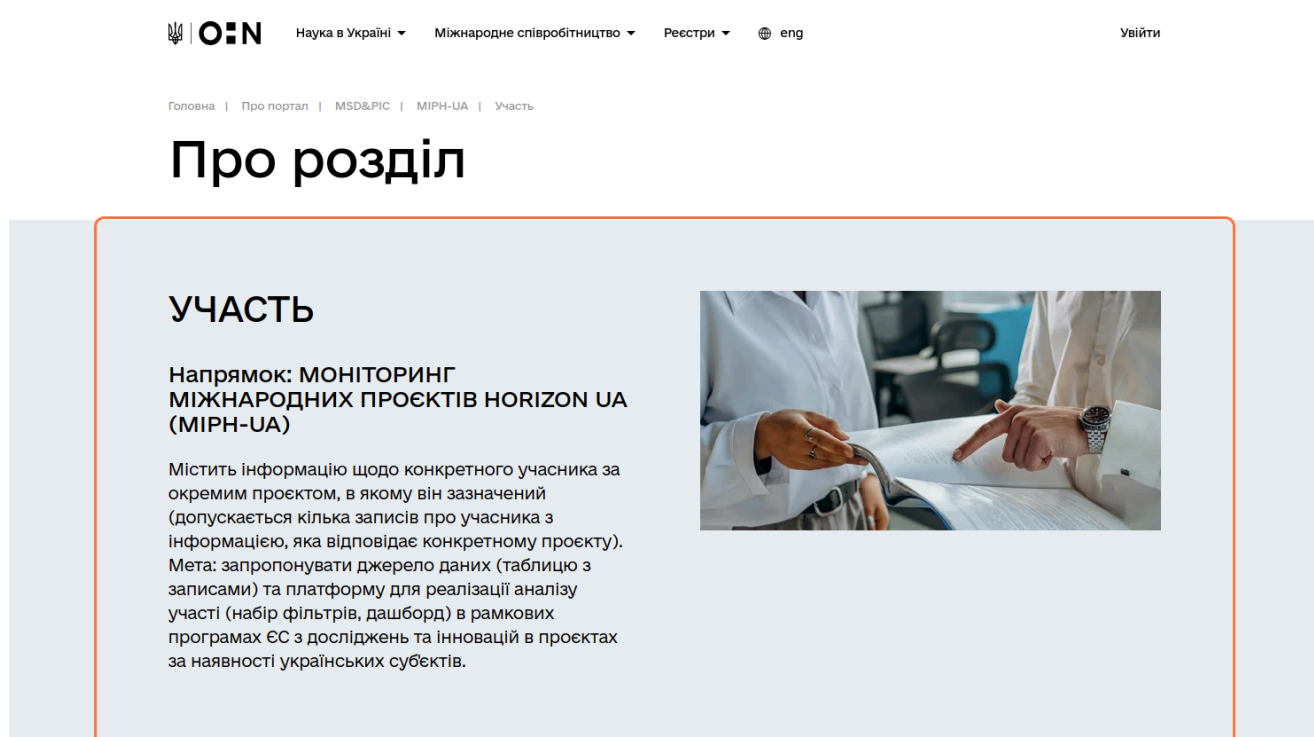 О:Н
Наука в Україні
Міжнародне співробітництво
Реєстри
eng
Увійти
Головна | Про портал | MSD&PIC | MIPH-UA | Участь
Про розділ
УЧАСТЬ
Напрямок: МОНІТОРИНГ
МІЖНАРОДНИХ ПРОЄКТІВ HORIZON UA
(MIPH-UA)
Містить інформацію щодо конкретного учасника за
окремим проєктом, в якому він зазначений
(допускається кілька записів про учасника з
інформацією, яка відповідає конкретному проєкту).
Мета: запропонувати джерело даних (таблицю з
записами) та платформу для реалізації аналізу
участі (набір фільтрів, дашборд) в рамкових
програмах ЄС з досліджень та інновацій в проєктах
за наявності українських суб'єктів.